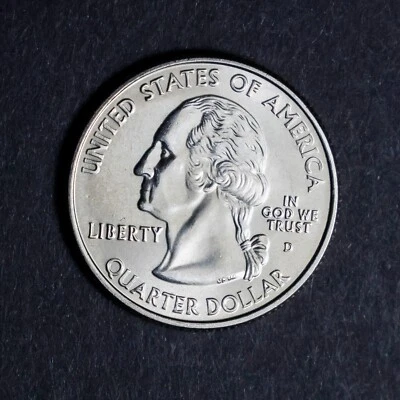 UNITED STATES OF AMERICA
LIBERTY
IN
GOD WE
TRUST
D
QUARTER DOLLAR